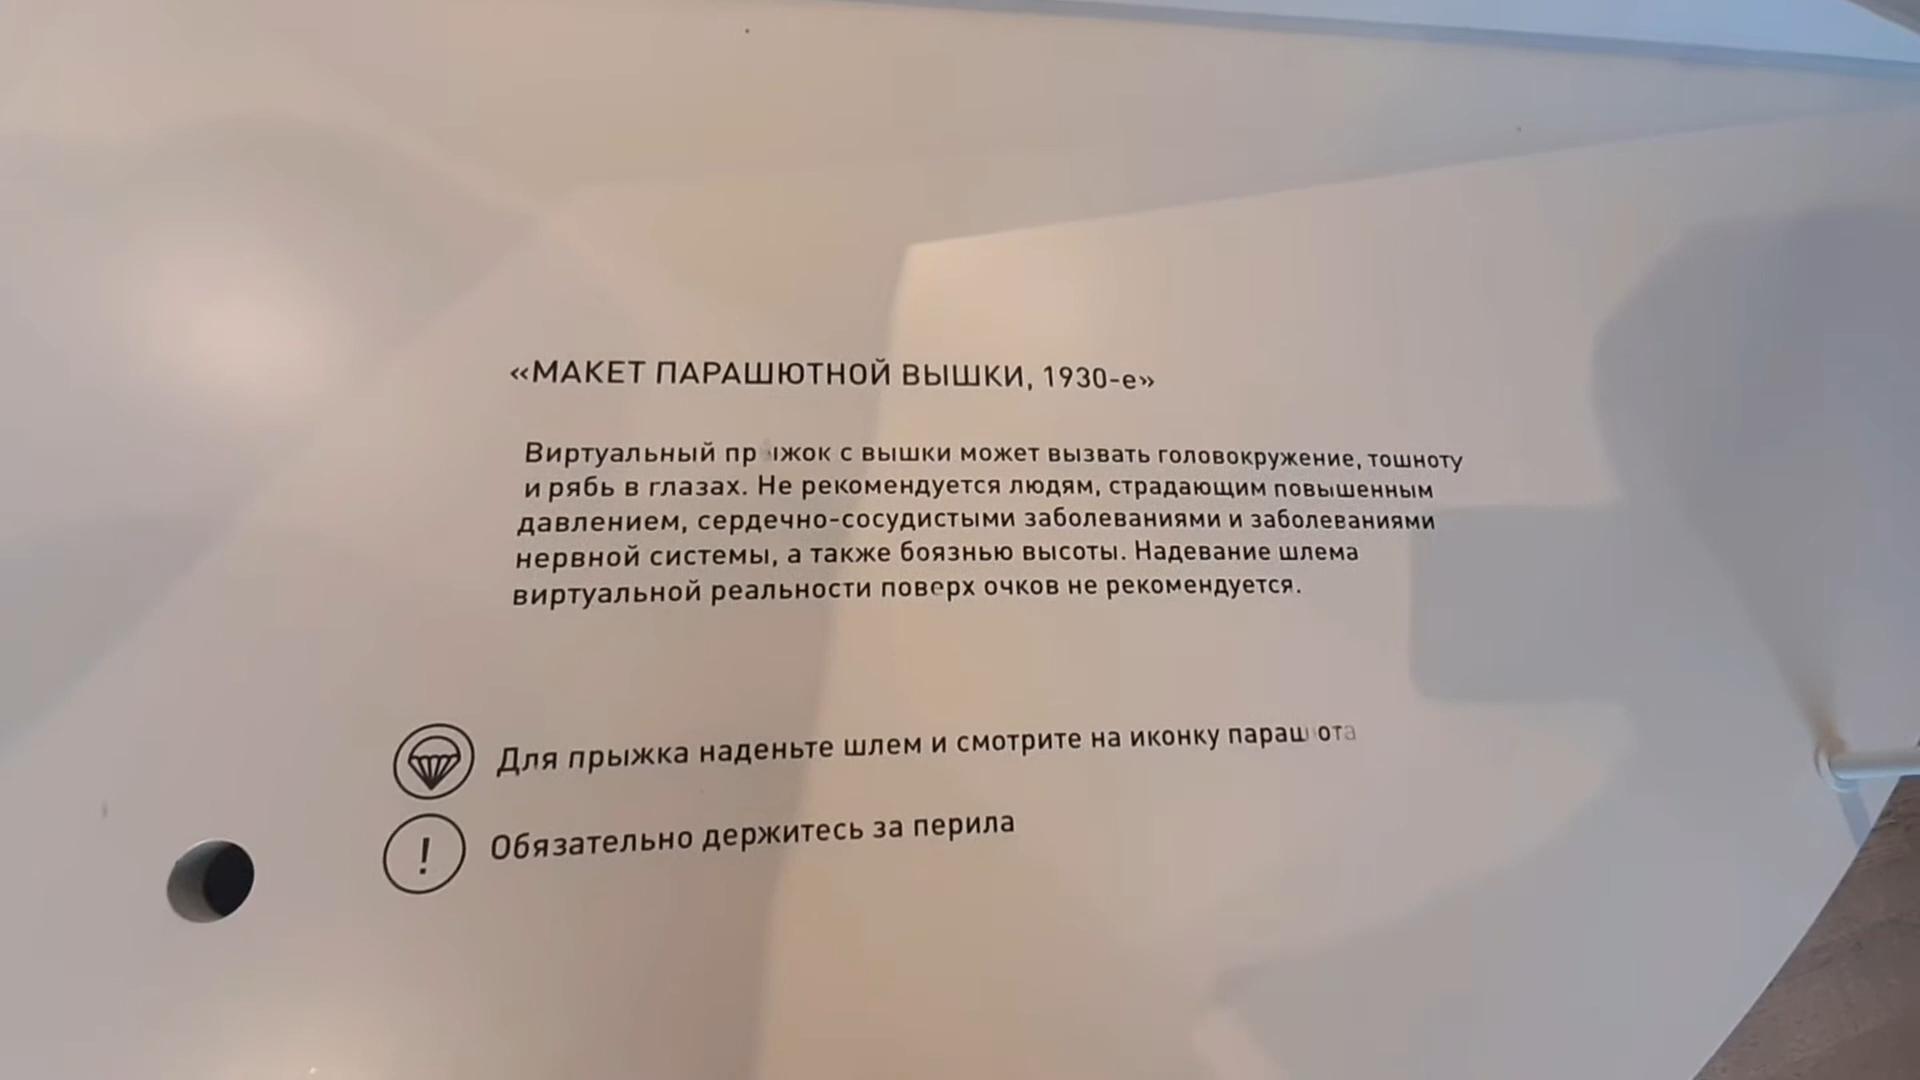 «МАКЕТ ПАРАШЮТНОЙ ВЫШКИ, 1930-е»
Виртуальный прыжок с вышки может вызвать головокружение, тошноту
и рябь в глазах. Не рекомендуется людям, страдающим повышенным
давлением, сердечно-сосудистыми заболеваниями и заболеваниями
нервной системы, а также боязнью высоты. Надевание шлема
виртуальной реальности поверх очков не рекомендуется.
Для прыжка наденьте шлем и смотрите на иконку парашюта
! Обязательно держитесь за перила